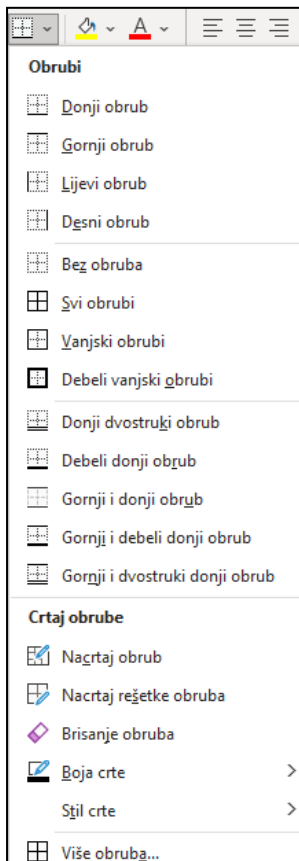 A
Obrubi
Donji obrub
Gornji obrub
Lijevi obrub
Desni obrub
Bez obruba
Svi obrubi
Vanjski obrubi
Debeli vanjski obrubi
Donji dvostruki obrub
Debeli donji obrub
Gornji i donji obrub
Gornji i debeli donji obrub
Gornji i dvostruki donji obrub
Crtaj obrube
Nacrtaj obrub
Nacrtaj rešetke obruba
Brisanje obruba
Boja crte
Stil crte
Više obruba...